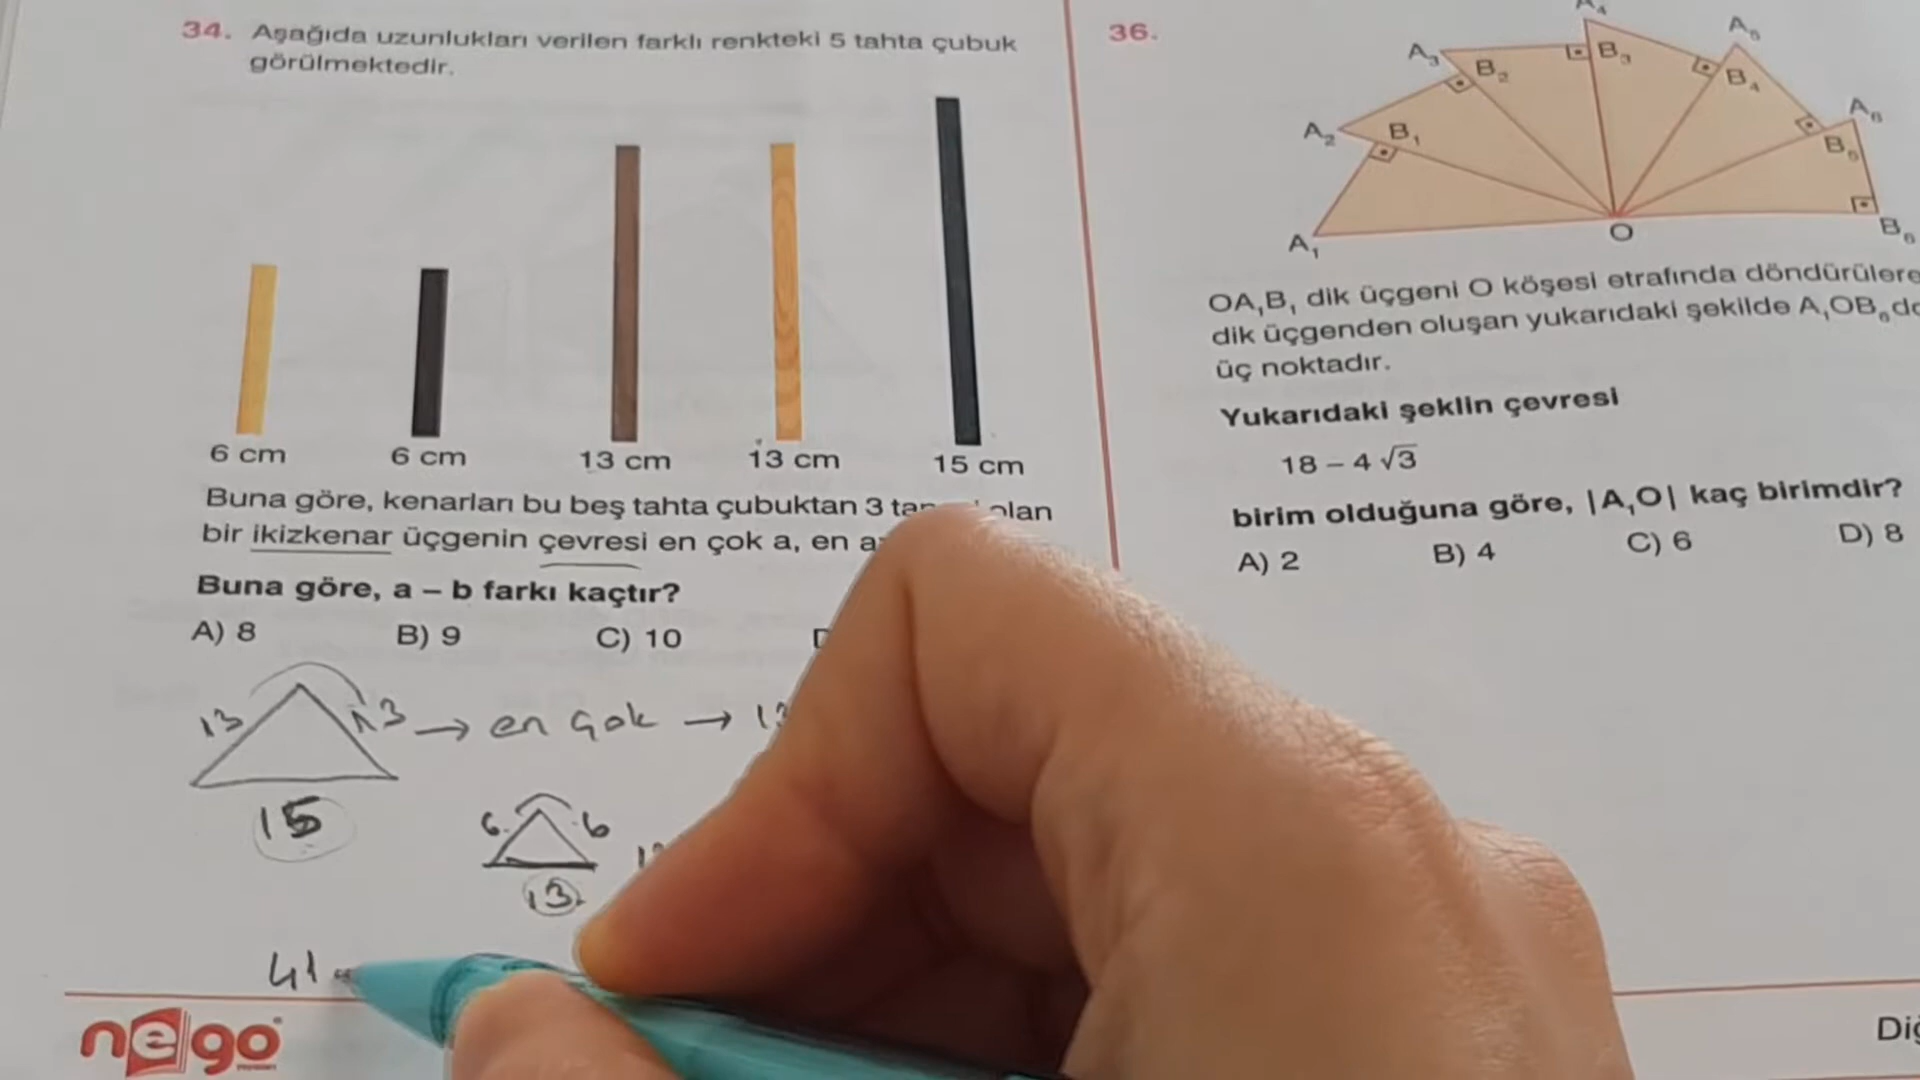 34. Aşağıda uzunlukları verilen farklı renkteki 5 tahta çubuk
görülmektedir.
6 cm 6 cm 13 cm 13 cm 15 cm
Buna göre, kenarları bu beş tahta çubuktan 3 olan
bir ikizkenar üçgenin çevresi en çok a, en
Buna göre, a – b farkı kaçtır?
A) 8 B) 9 C) 10
13 13 → en çok →
15
6 6
13
41
nego
36.
A₃ B₂ B₃ A₅
B₄
A₂ B₁ A₆
B₅
A₁ O B₆
OA₁B₁ dik üçgeni O köşesi etrafında
dik üçgenden oluşan yukarıdaki şekilde A₁OB₆
üç noktadır.
Yukarıdaki şeklin çevresi
18 – 4 √3
birim olduğuna göre, |A₁O| kaç birimdir?
A) 2 B) 4 C) 6 D) 8